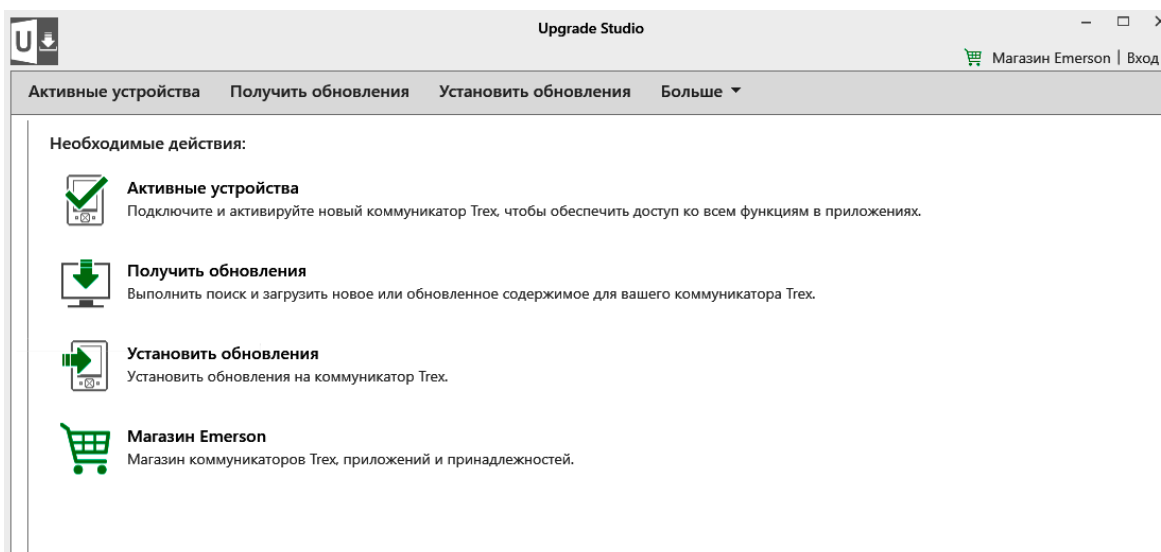 U
Upgrade Studio
Магазин Emerson | Вход
Активные устройства Получить обновления Установить обновления Больше
Необходимые действия:
Активные устройства
Подключите и активируйте новый коммуникатор Trex, чтобы обеспечить доступ ко всем функциям в приложениях.
Получить обновления
Выполнить поиск и загрузить новое или обновленное содержимое для вашего коммуникатора Trex.
Установить обновления
Установить обновления на коммуникатор Trex.
Магазин Emerson
Магазин коммуникаторов Trex, приложений и принадлежностей.